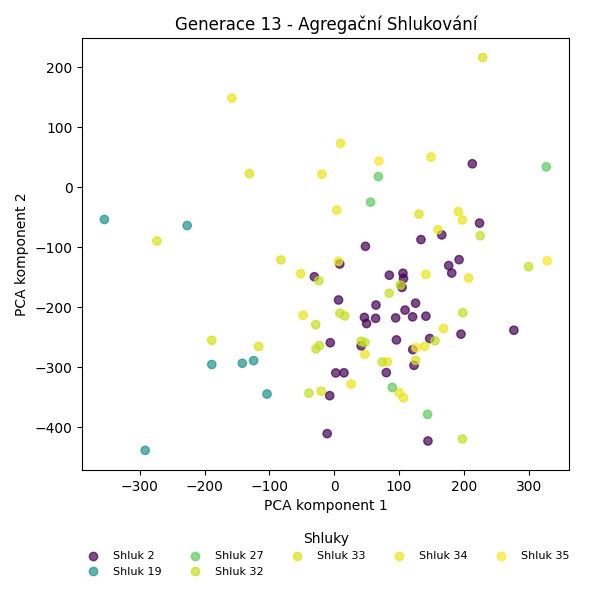 Generace 13 - Agregační Shlukování
PCA komponent 2
200
100
0
−100
−200
−300
−400
−300 −200 −100 0 100 200 300
PCA komponent 1
Shluky
Shluk 2 Shluk 27 Shluk 33 Shluk 34 Shluk 35
Shluk 19 Shluk 32